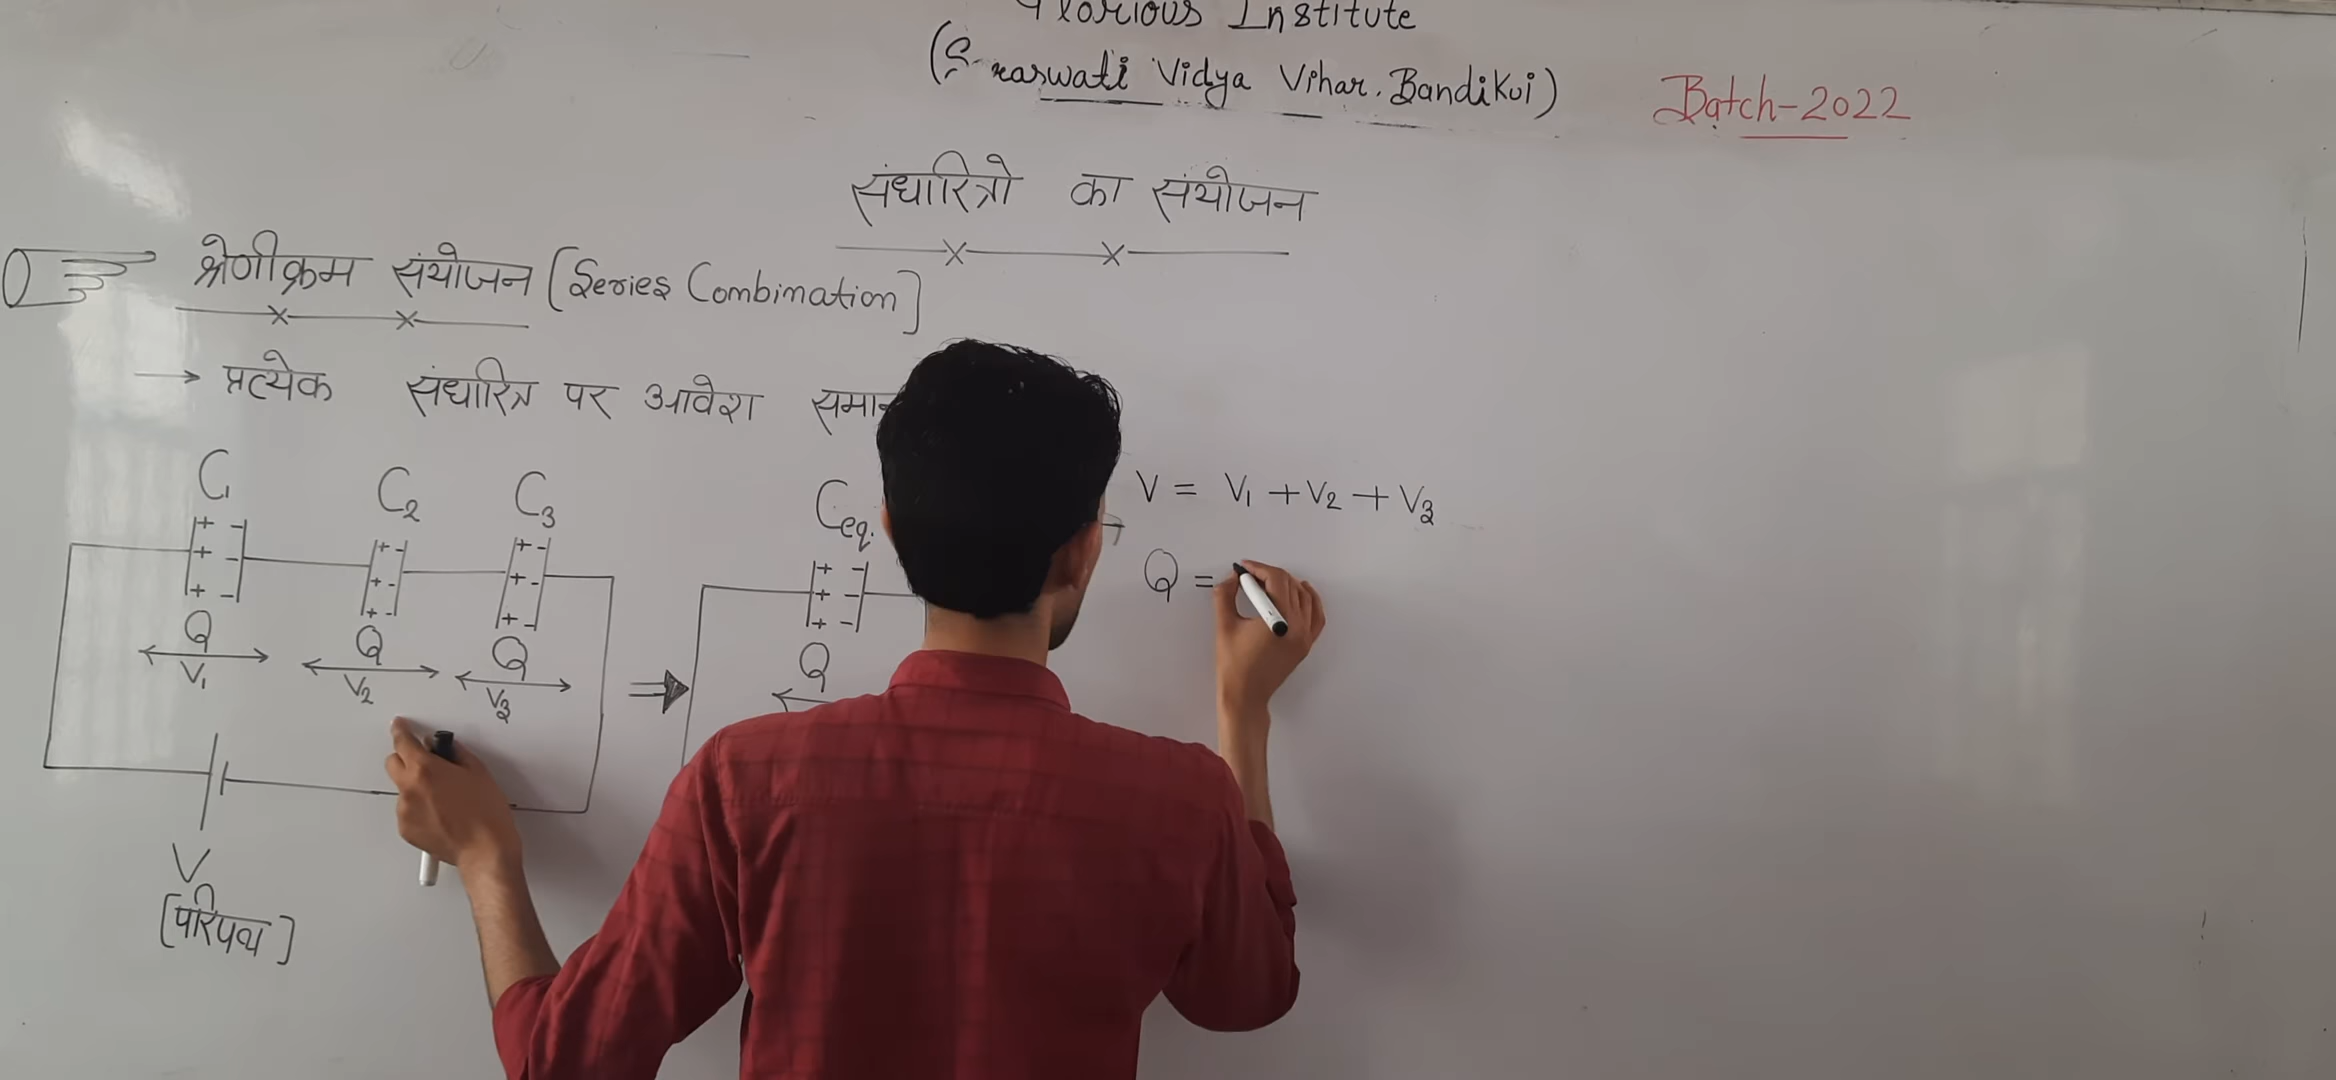 Institute
Vidya Vihar, Bandikui)
Batch-2022
संधारित्रो का संयोजन
श्रेणीक्रम संयोजन [Series Combination]
→ प्रत्येक संधारित्र पर आवेश
C1 C2 C3 Ceq.
V = V1 + V2 + V3
Q =
Q Q Q Q
V1 V2 V3
V
[परिपथ]